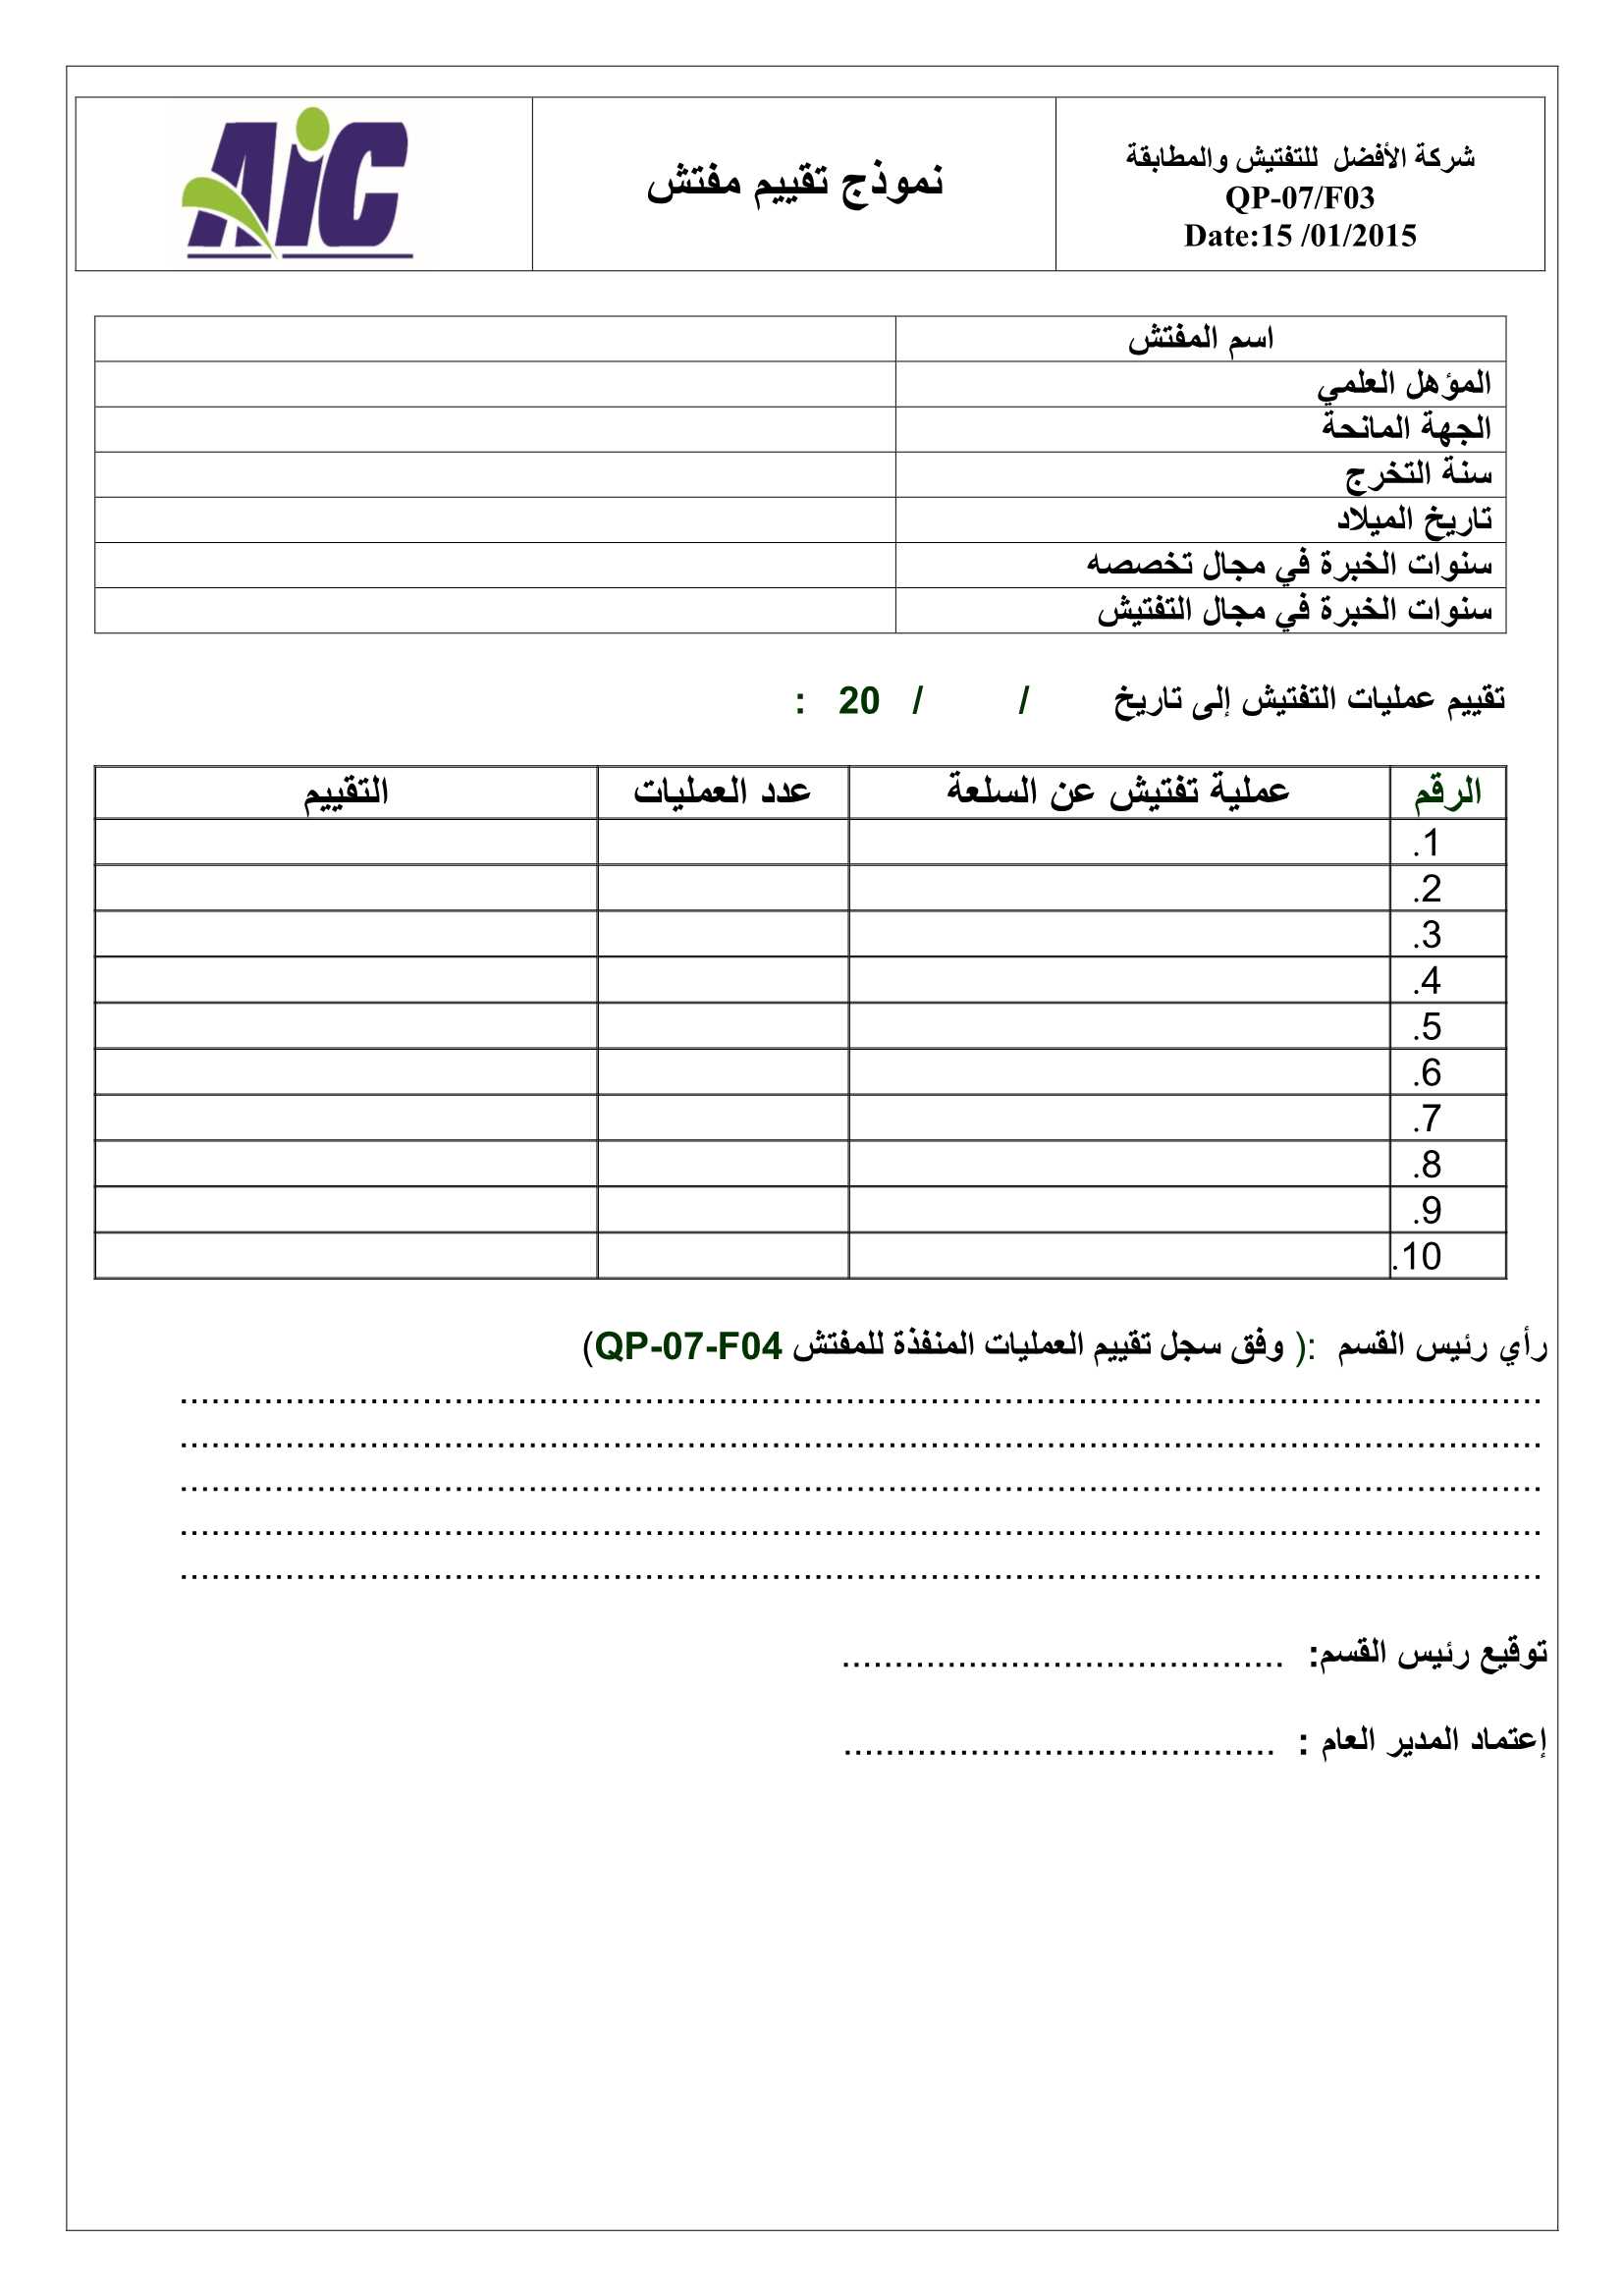 شركة الأفضل للتفتيش والمطابقة
QP-07/F03
Date:15 /01/2015
نموذج تقييم مفتش
AiC
اسم المفتش
المؤهل العلمي
الجهة المانحة
سنة التخرج
تاريخ الميلاد
سنوات الخبرة في مجال تخصصه
سنوات الخبرة في مجال التفتيش
تقييم عمليات التفتيش إلى تاريخ / / 20 :
الرقم عملية تفتيش عن السلعة عدد العمليات التقييم
1.
2.
3.
4.
5.
6.
7.
8.
9.
10.
رأي رئيس القسم :( وفق سجل تقييم العمليات المنفذة للمفتش QP-07-F04)
توقيع رئيس القسم: ..........................................
إعتماد المدير العام : .........................................